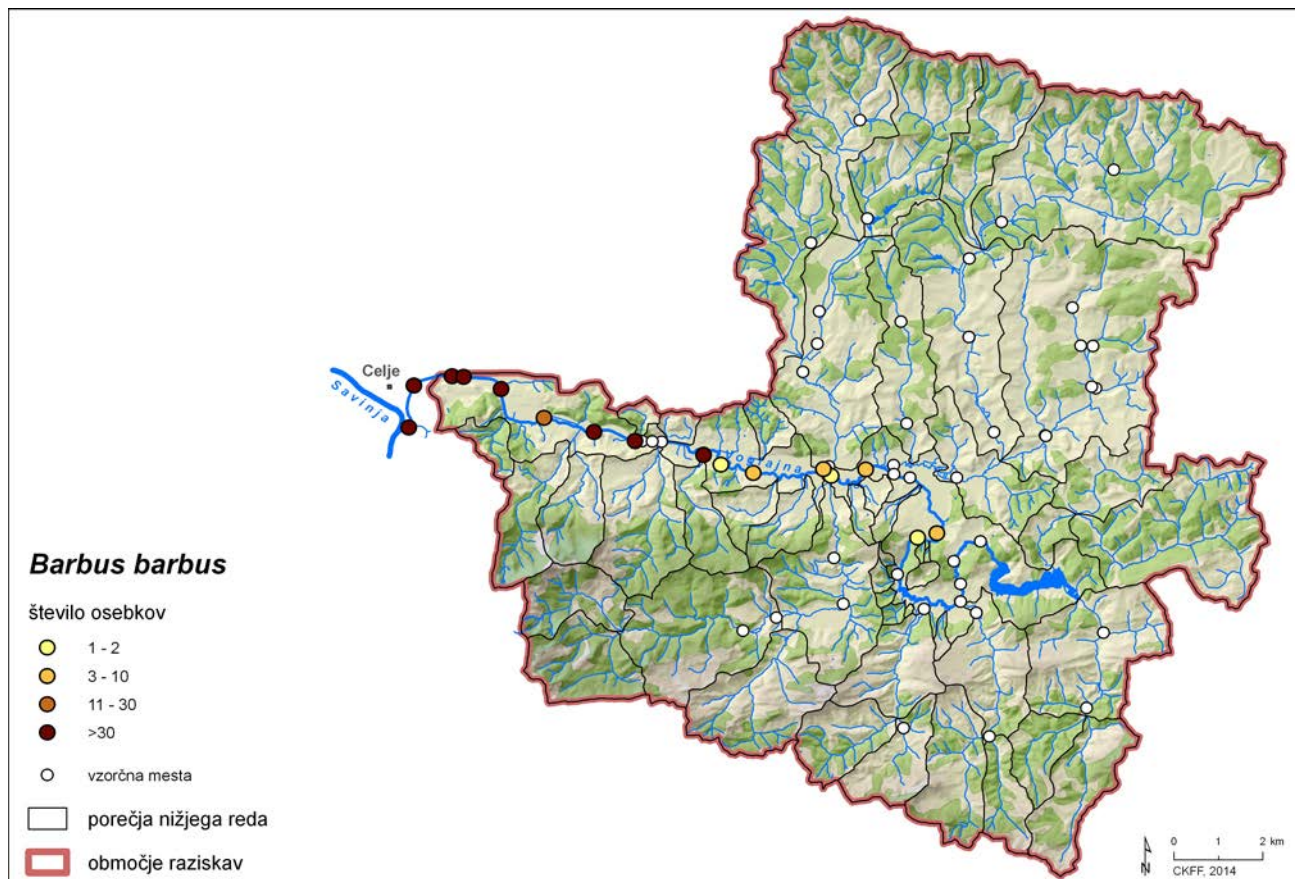 Celje
Savinja
Voglajna
Barbus barbus
število osebkov
1 - 2
3 - 10
11 - 30
>30
vzorčna mesta
porečja nižjega reda
območje raziskav
0 1 2 km
N
CKFF, 2014